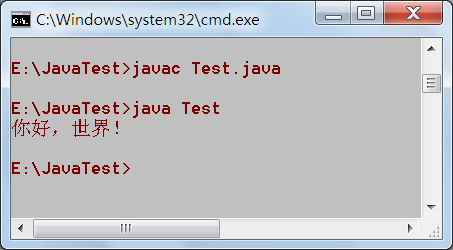 C:\Windows\system32\cmd.exe
E:\JavaTest>javac Test.java
E:\JavaTest>java Test
你好，世界！
E:\JavaTest>